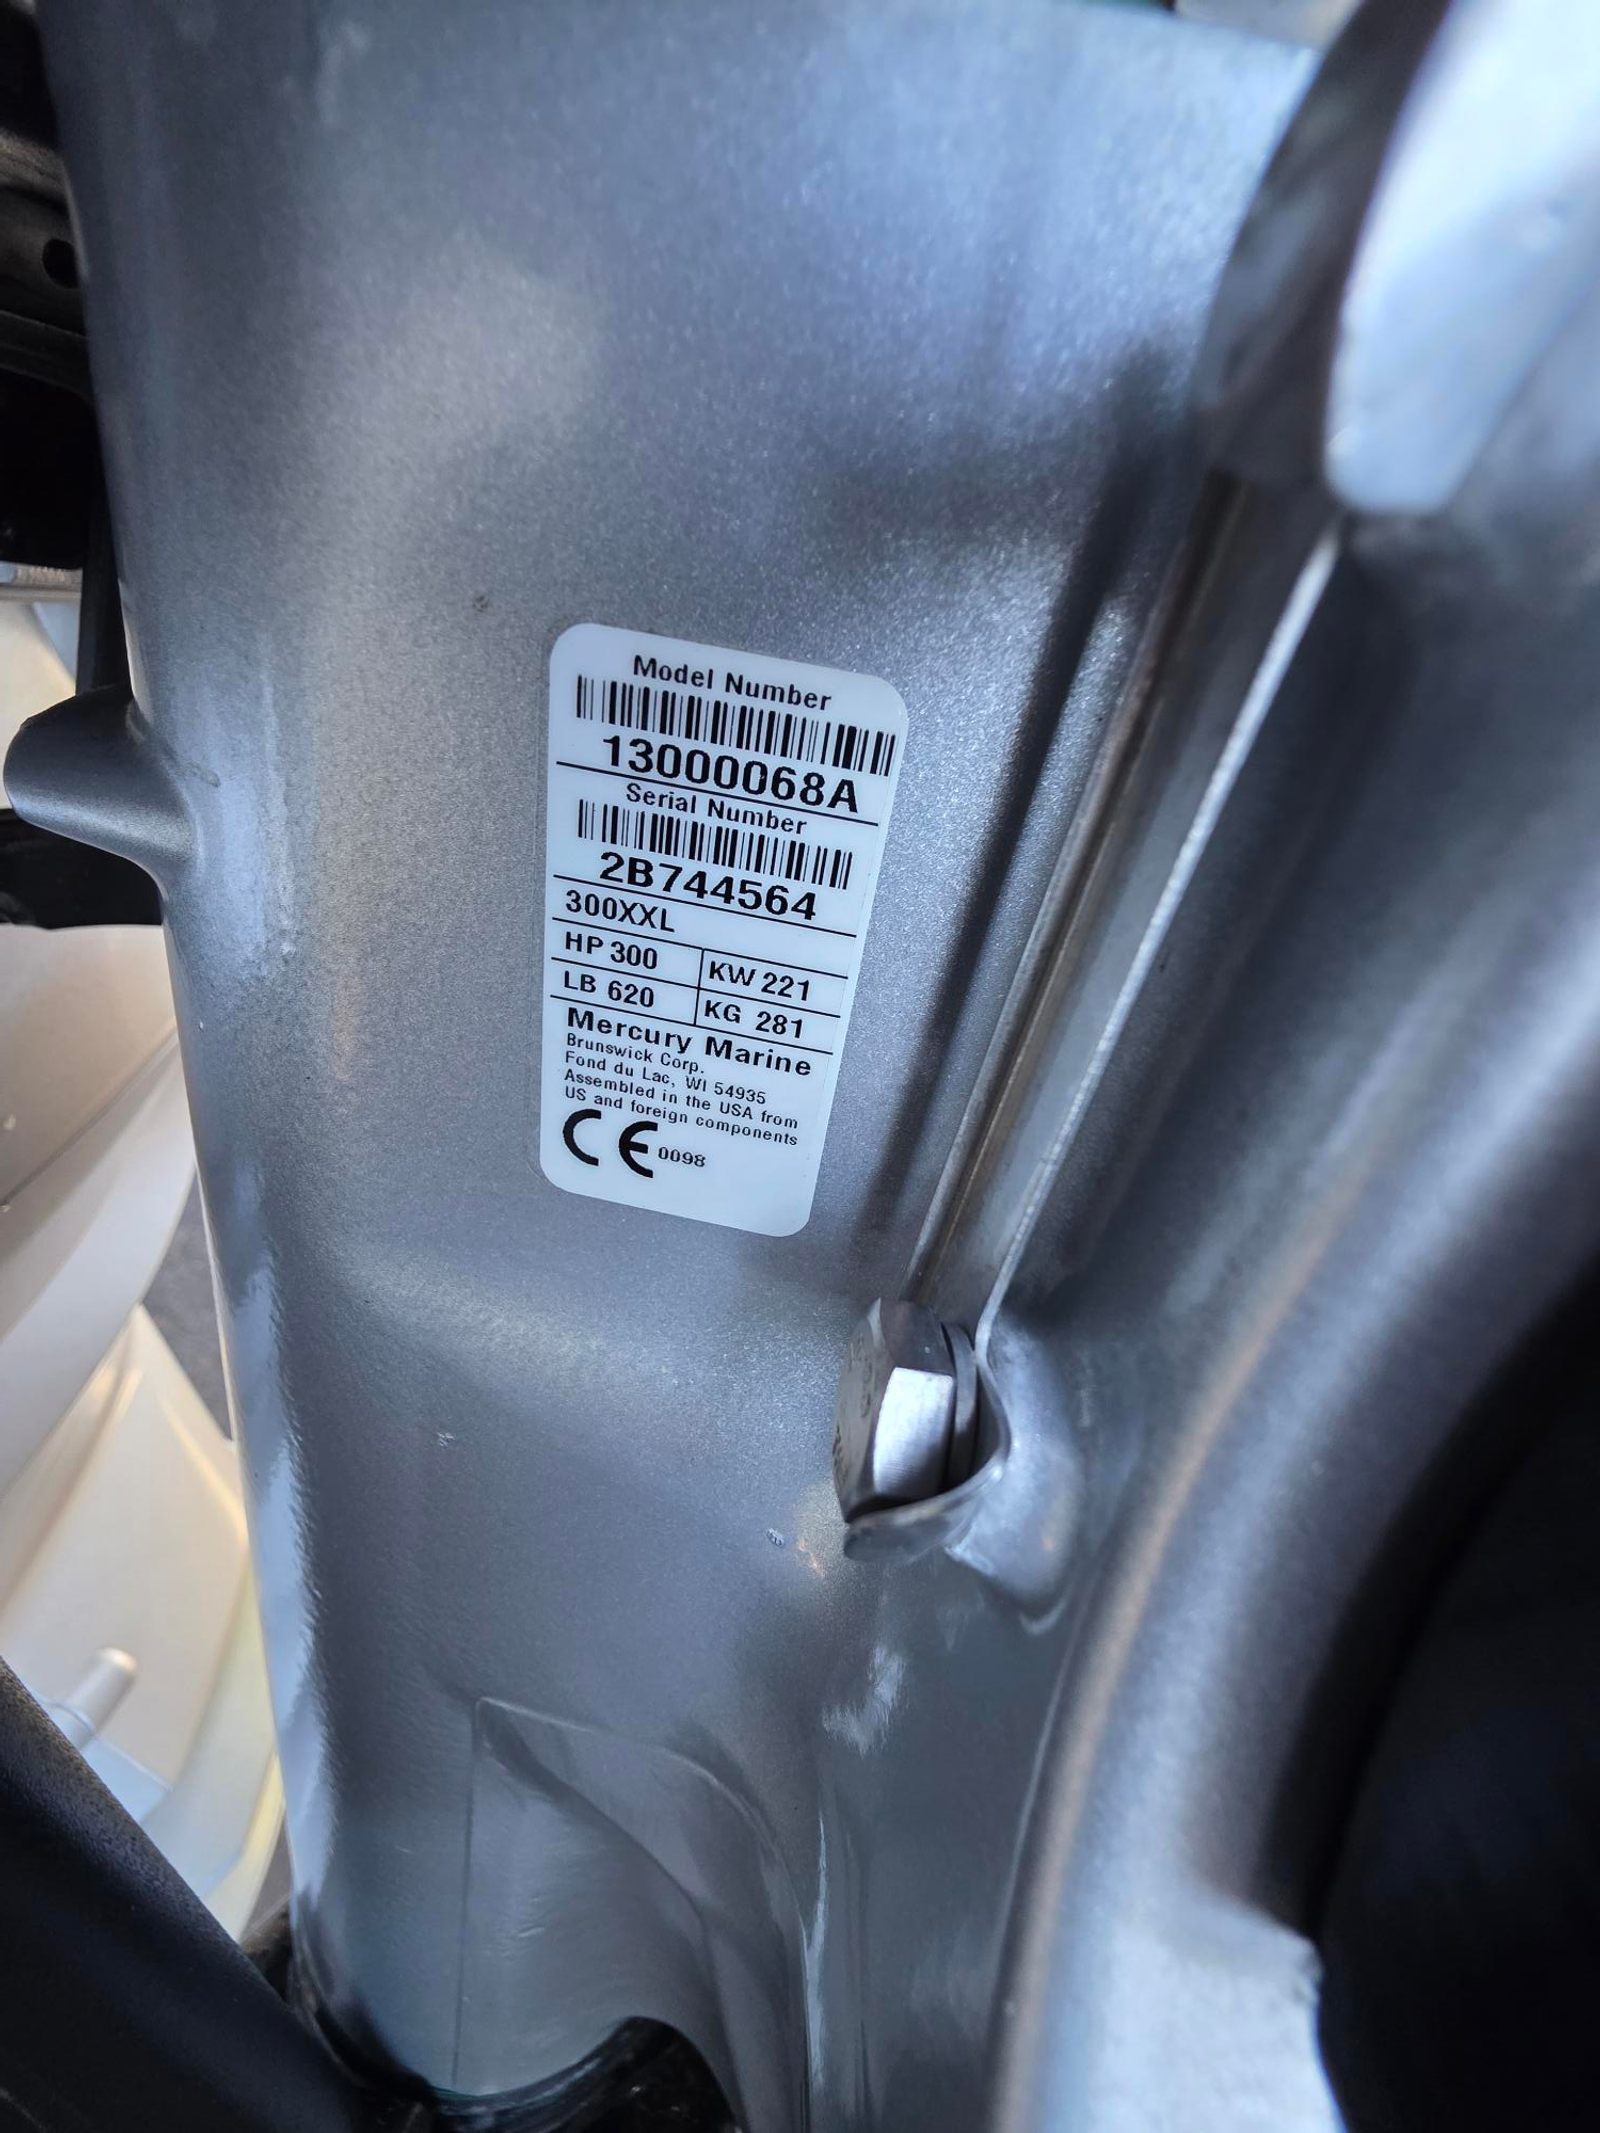 Model Number
13000068A
Serial Number
2B744564
300XXL
HP 300 KW 221
LB 620 KG 281
Mercury Marine
Brunswick Corp.
Fond du Lac, WI 54935
Assembled in the USA from
US and foreign components
CE 0098